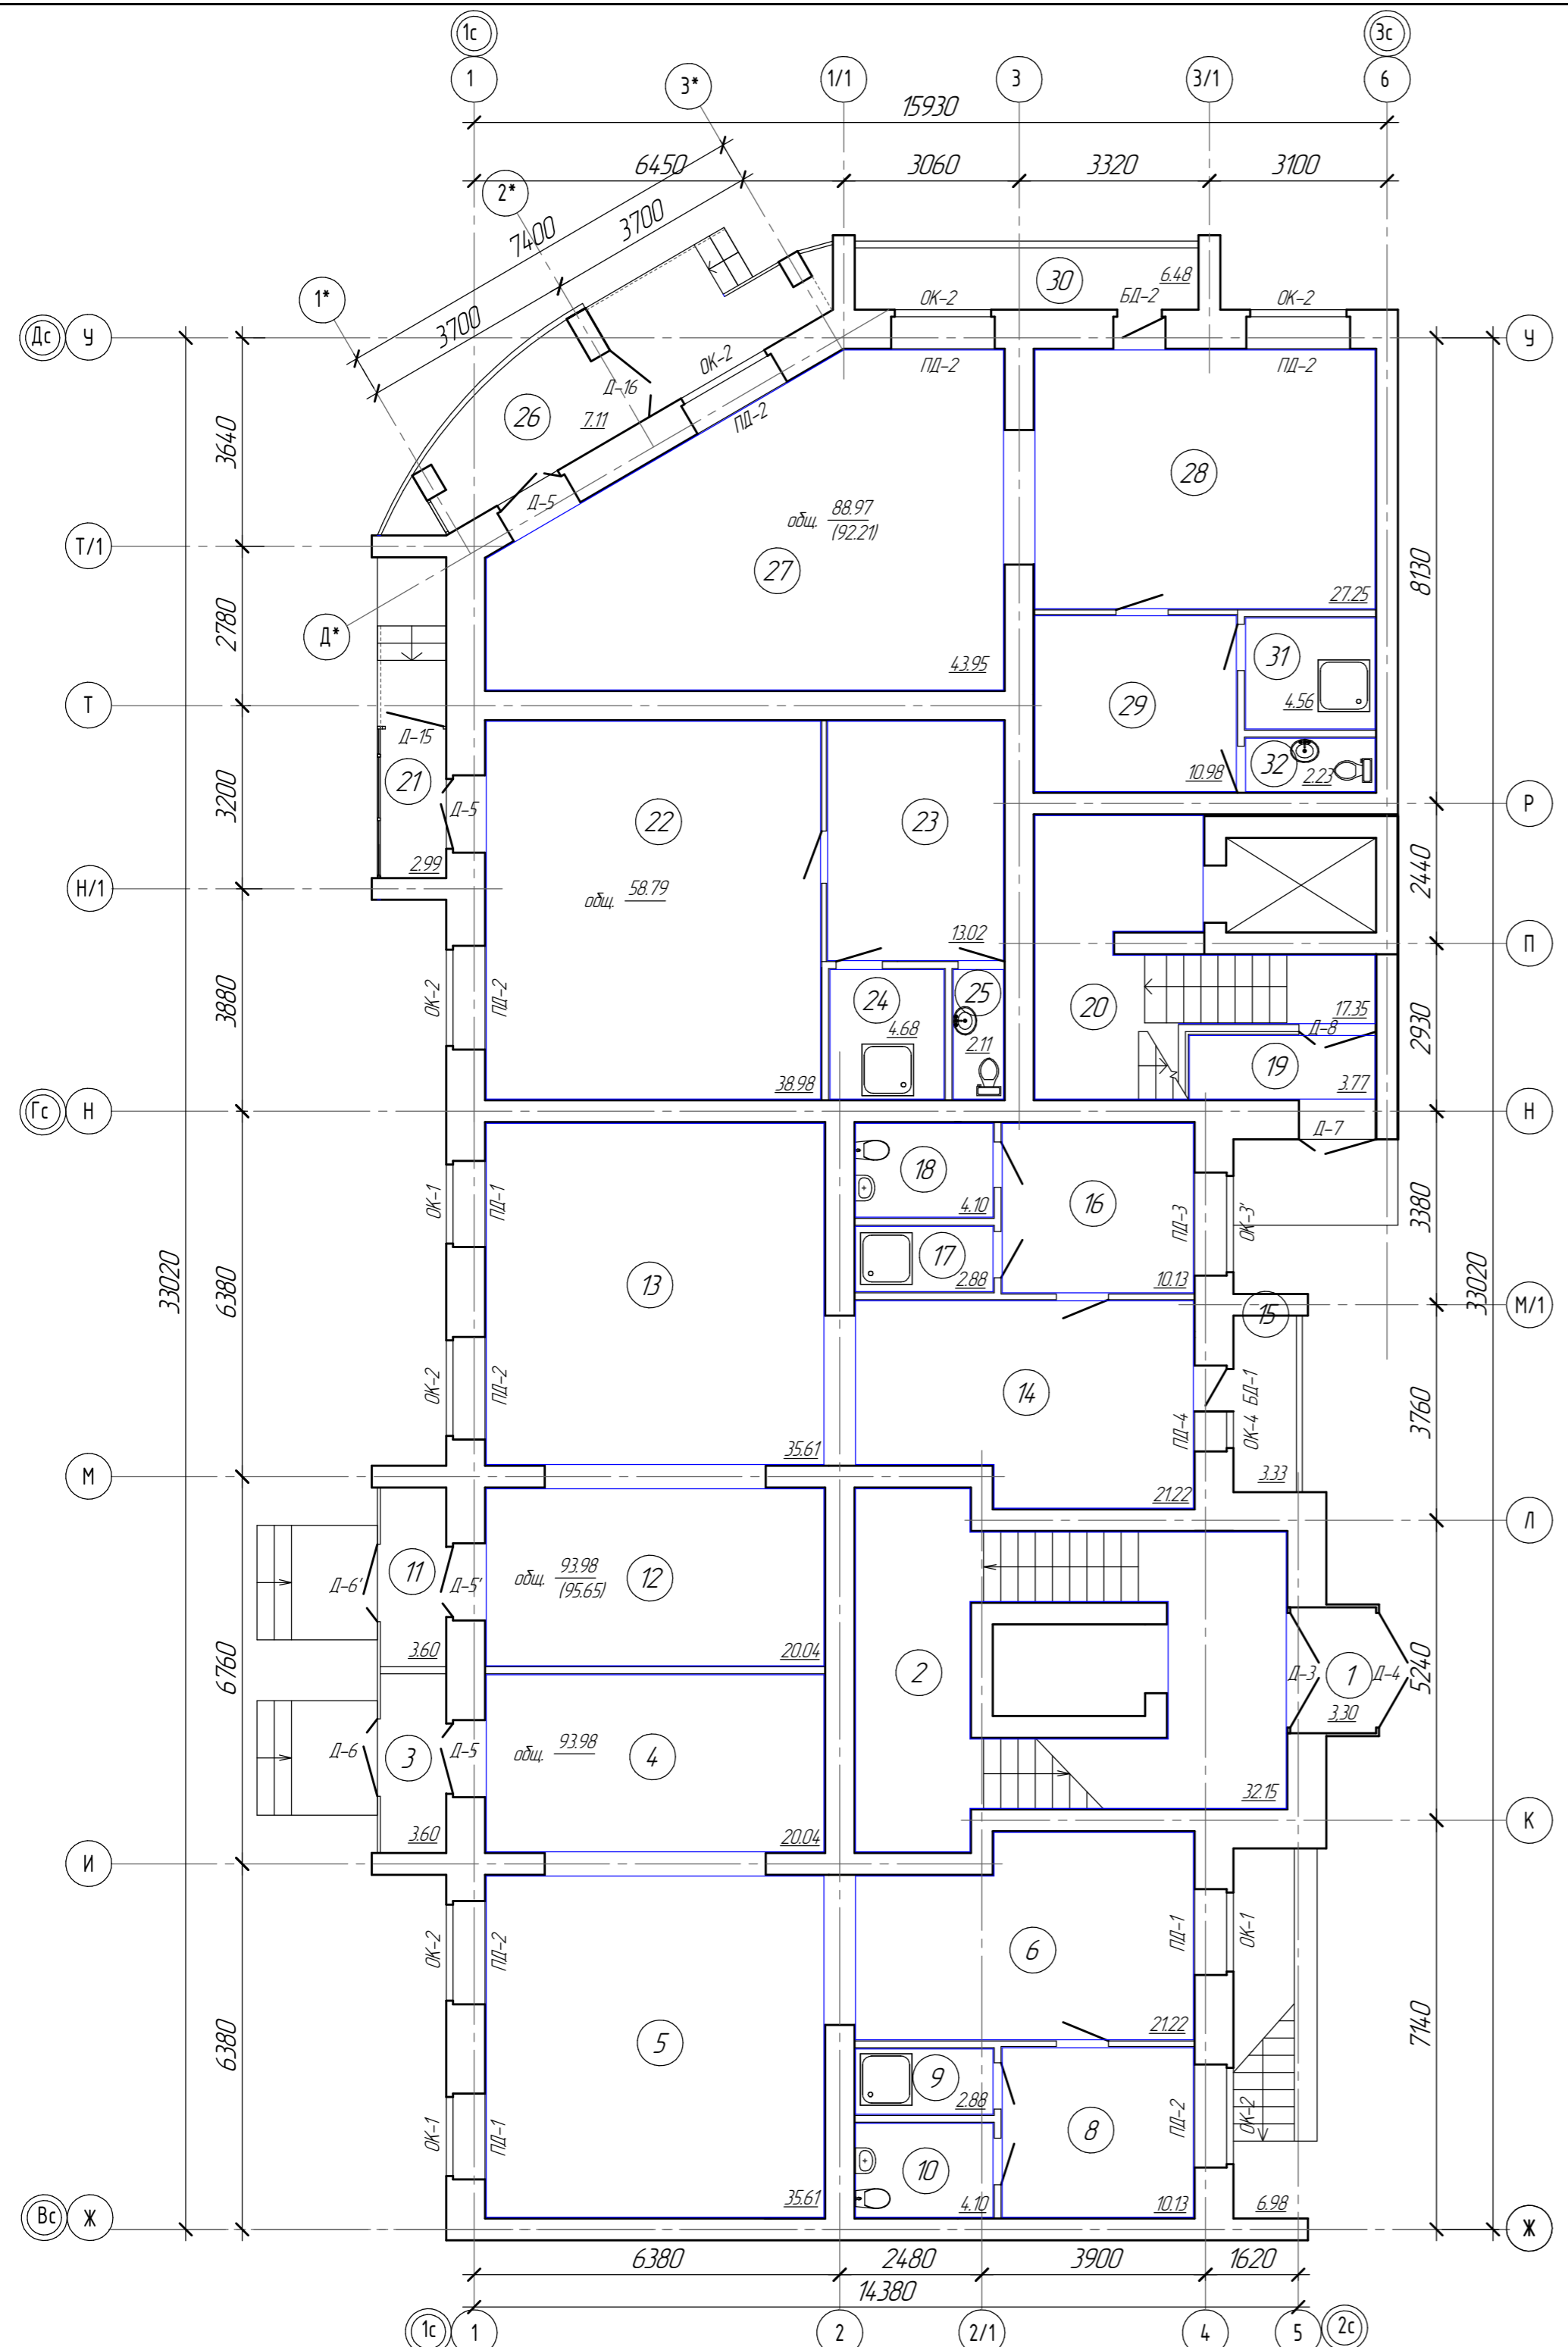 1с 3с
1 3* 1/1 3 3/1 6
15930
6450 3060 3320 3100
2*
7400 3700
1*
3700
30 6.48
ОК-2 БД-2 ОК-2
Дс У У
ОК-2 ПД-2 ПД-2
Д-16
26 7.11 ПД-2
3640
28
Д-5
общ. 88.97
(92.21)
Т/1
27 8130
27.25
2780 Д*
31
43.95
4.56
Т 29
Д-15
32
21 10.98 2.23
3200 Д-5 Р
22 23
2.99 2440
Н/1 общ. 58.79
13.02 П
ОК-2 ПД-2 24 25 20
3880 4.68 17.35 2930
2.11 Д-8
19
38.98 3.77
Гс Н Н
Д-7
18
ОК-1 ПД-1 4.10 16 ПД-3 ОК-3' 3380
33020 6380 13 17 33020
2.88 10.13
15 М/1
ОК-2 ПД-2 14 БД-1 3760
ПД-4 ОК-4
35.61
М 3.33
21.22
Л
11 общ. 93.98 12
Д-6' Д-5' (95.65)
3.60 20.04
6760 2 Д-3 1 Д-4 5240
3,30
Д-6 3 Д-5 общ. 93.98 4
32.15
К
3.60 20.04
И
ОК-2 ПД-2 6 ПД-1 ОК-1
21.22
6380 5 7140
9
2.88
ОК-1 ПД-1 8 ПД-2 ОК-2
10
35.61 4.10 10.13 6.98
Вс Ж Ж
6380 2480 3900 1620
14380
1с 1 2 2/1 4 5 2с